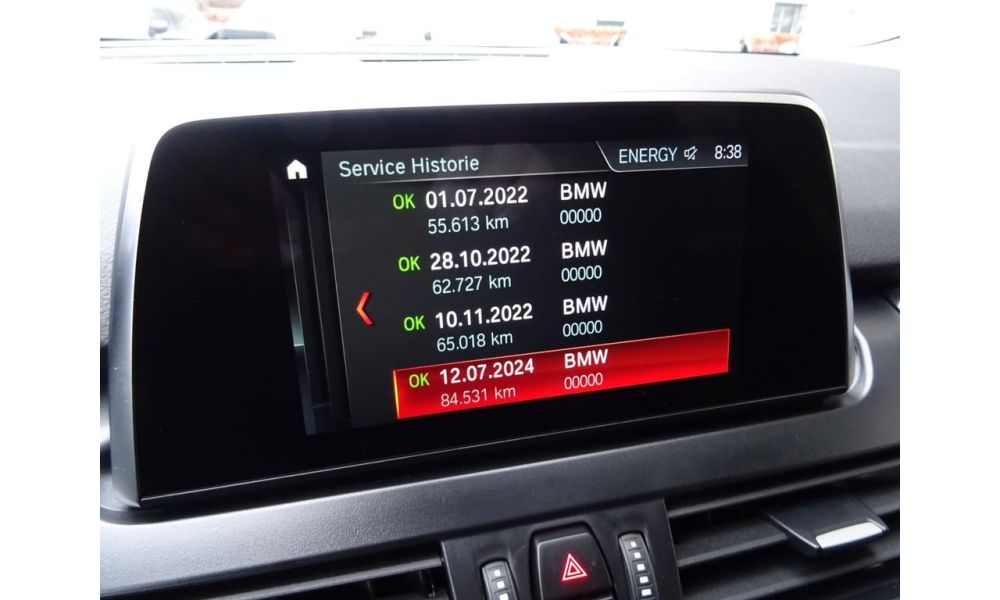 Service Historie
ENERGY 8:38
OK 01.07.2022 BMW
55.613 km 00000
OK 28.10.2022 BMW
62.727 km 00000
OK 10.11.2022 BMW
65.018 km 00000
OK 12.07.2024 BMW
84.531 km 00000